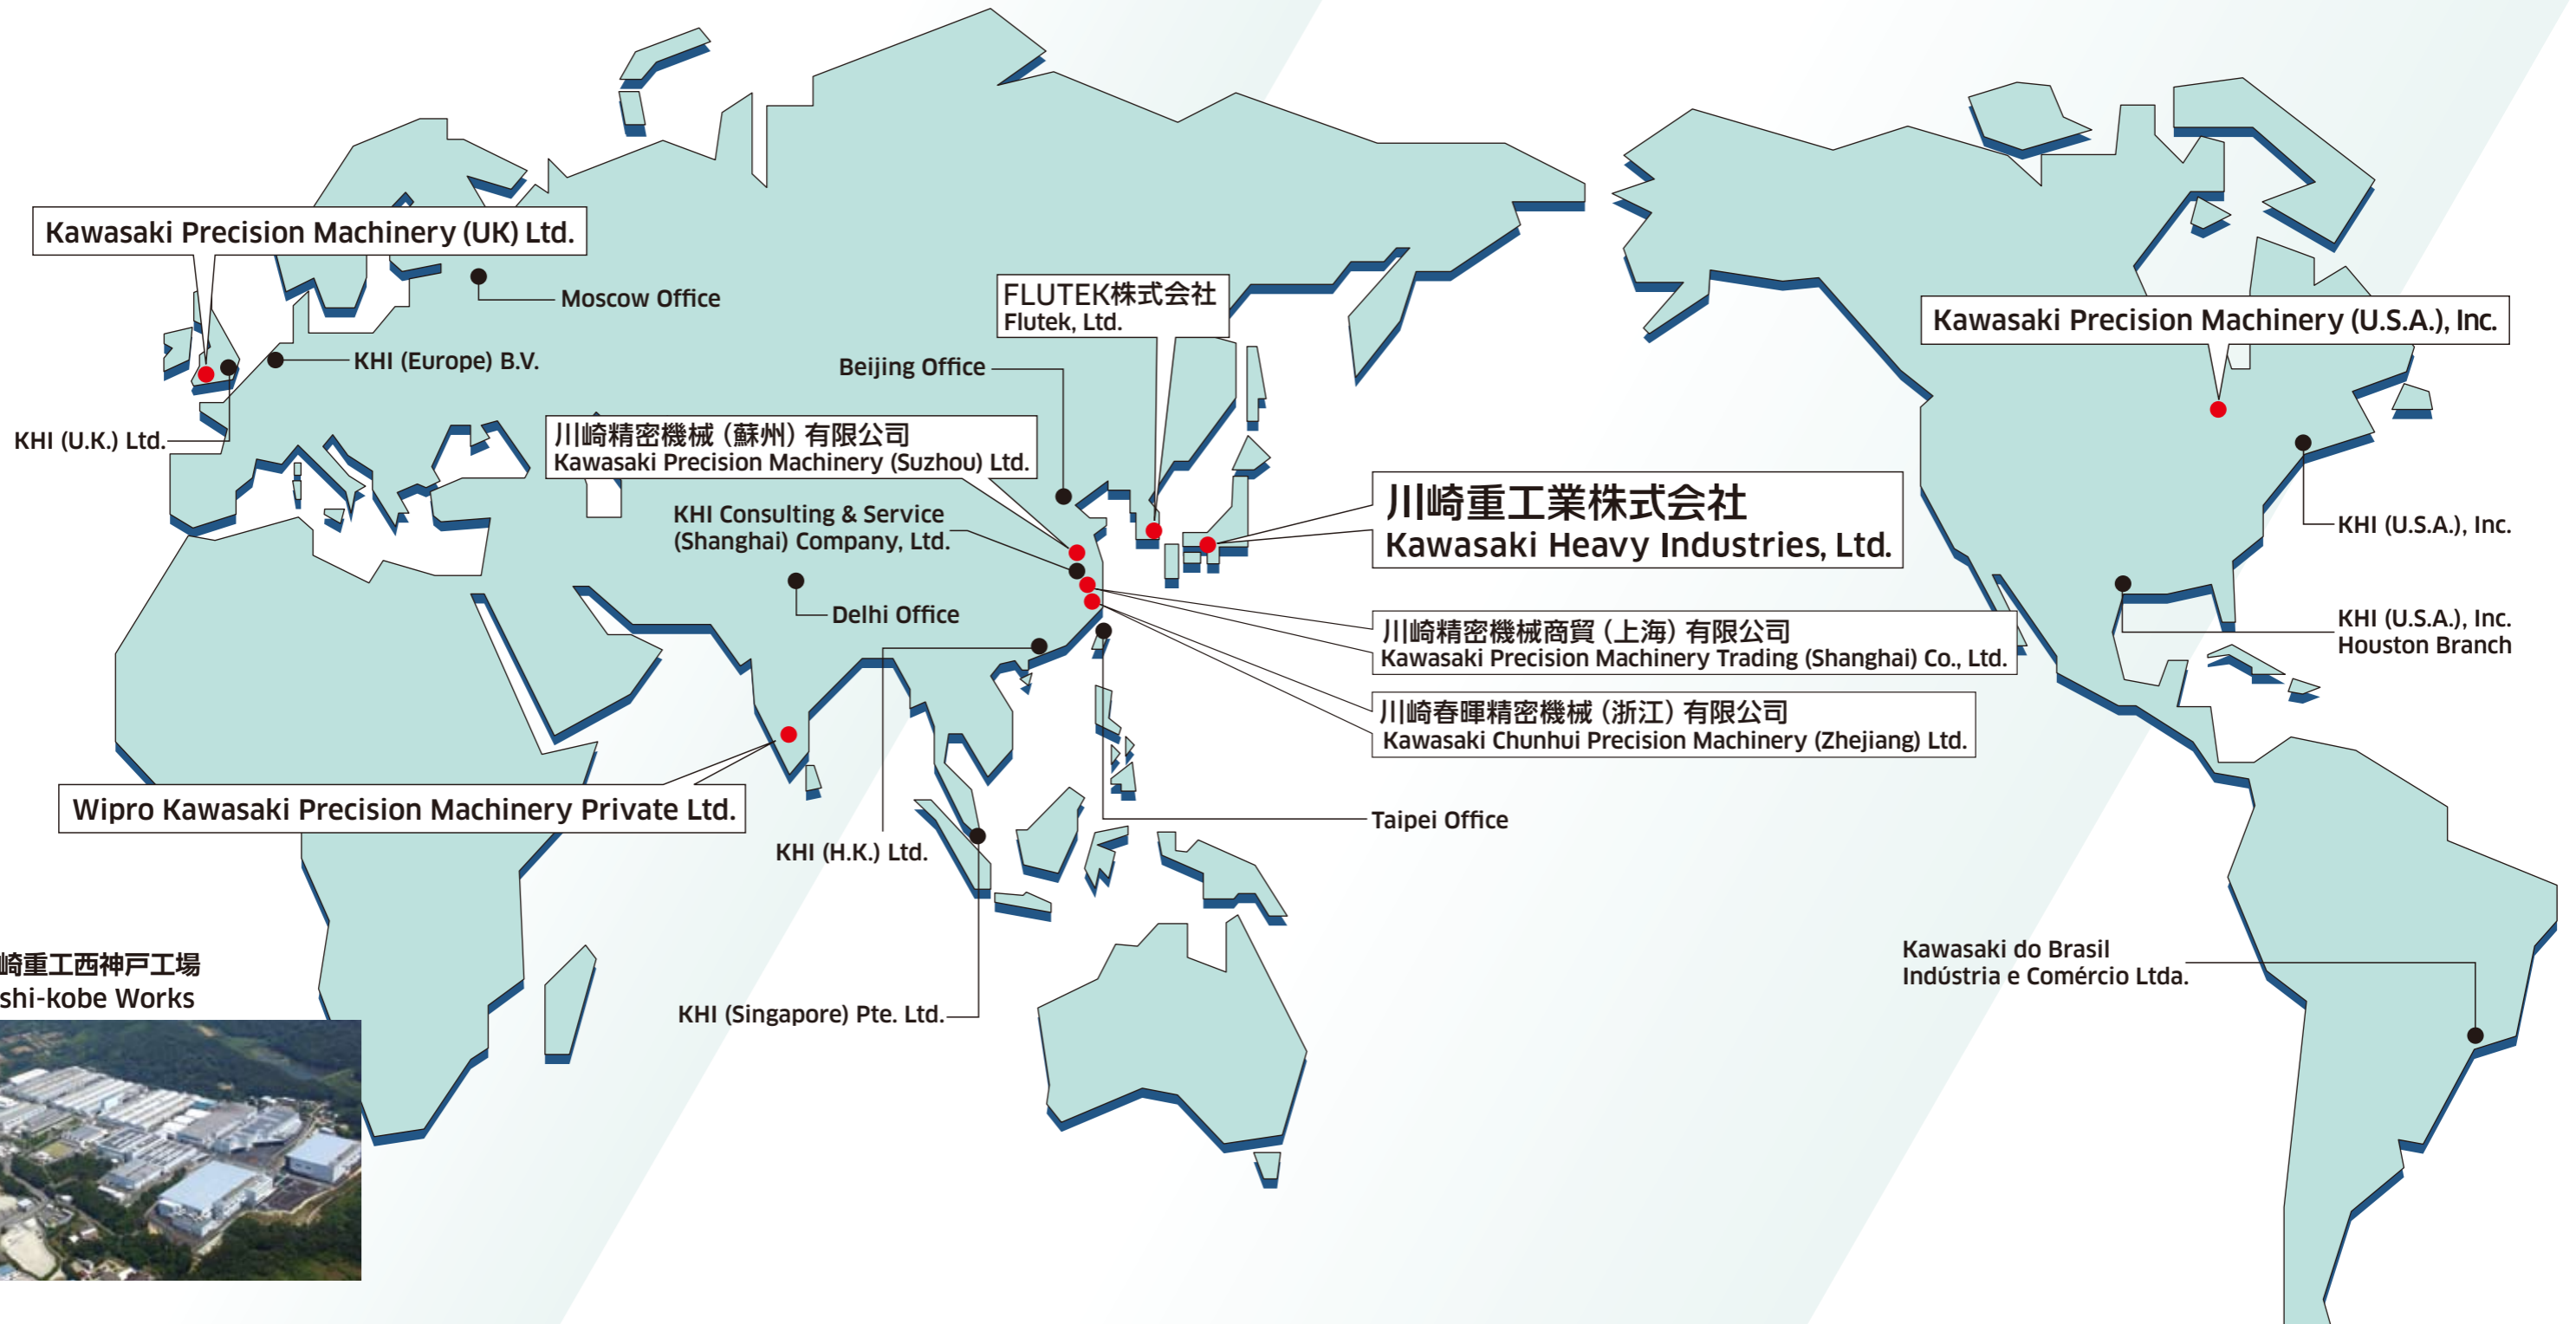 Kawasaki Precision Machinery (UK) Ltd.
Moscow Office
KHI (Europe) B.V.
KHI (U.K.) Ltd.
FLUTEK株式会社
Flutek, Ltd.
Beijing Office
川崎精密機械（蘇州）有限公司
Kawasaki Precision Machinery (Suzhou) Ltd.
KHI Consulting & Service
(Shanghai) Company, Ltd.
Delhi Office
川崎重工業株式会社
Kawasaki Heavy Industries, Ltd.
川崎精密機械商貿（上海）有限公司
Kawasaki Precision Machinery Trading (Shanghai) Co., Ltd.
川崎春暉精密機械（浙江）有限公司
Kawasaki Chunhui Precision Machinery (Zhejiang) Ltd.
Wipro Kawasaki Precision Machinery Private Ltd.
KHI (H.K.) Ltd.
Taipei Office
KHI (Singapore) Pte. Ltd.
Kawasaki Precision Machinery (U.S.A.), Inc.
KHI (U.S.A.), Inc.
KHI (U.S.A.), Inc.
Houston Branch
Kawasaki do Brasil
Indústria e Comércio Ltda.
崎重工西神戸工場
shi-kobe Works